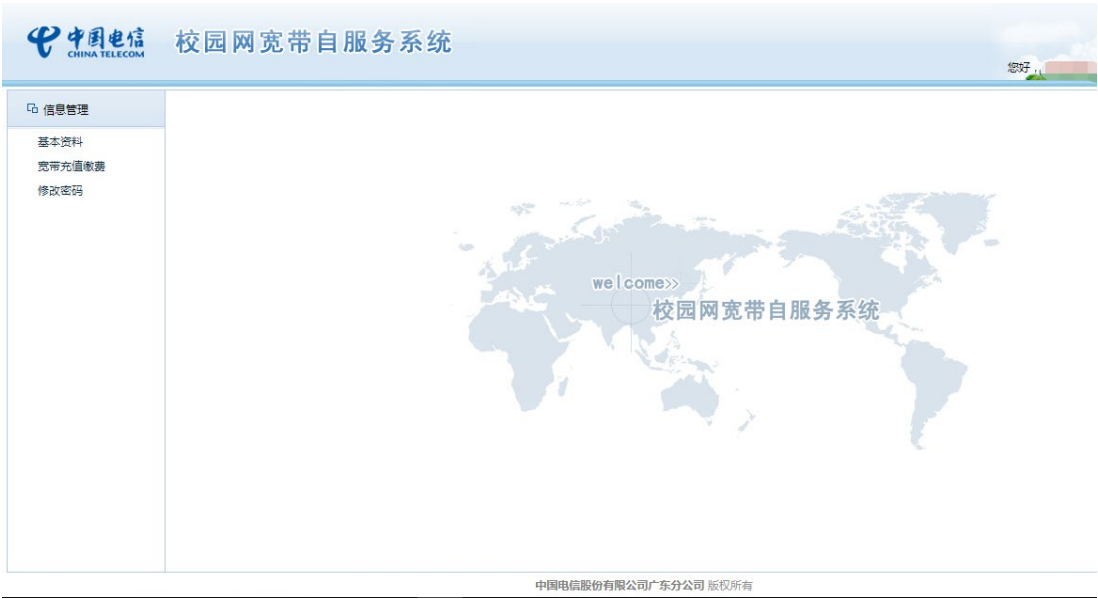 中国电信
CHINA TELECOM
校园网宽带自服务系统
您好，
信息管理
基本资料
宽带充值缴费
修改密码
welcome>>
校园网宽带自服务系统
中国电信股份有限公司广东分公司 版权所有